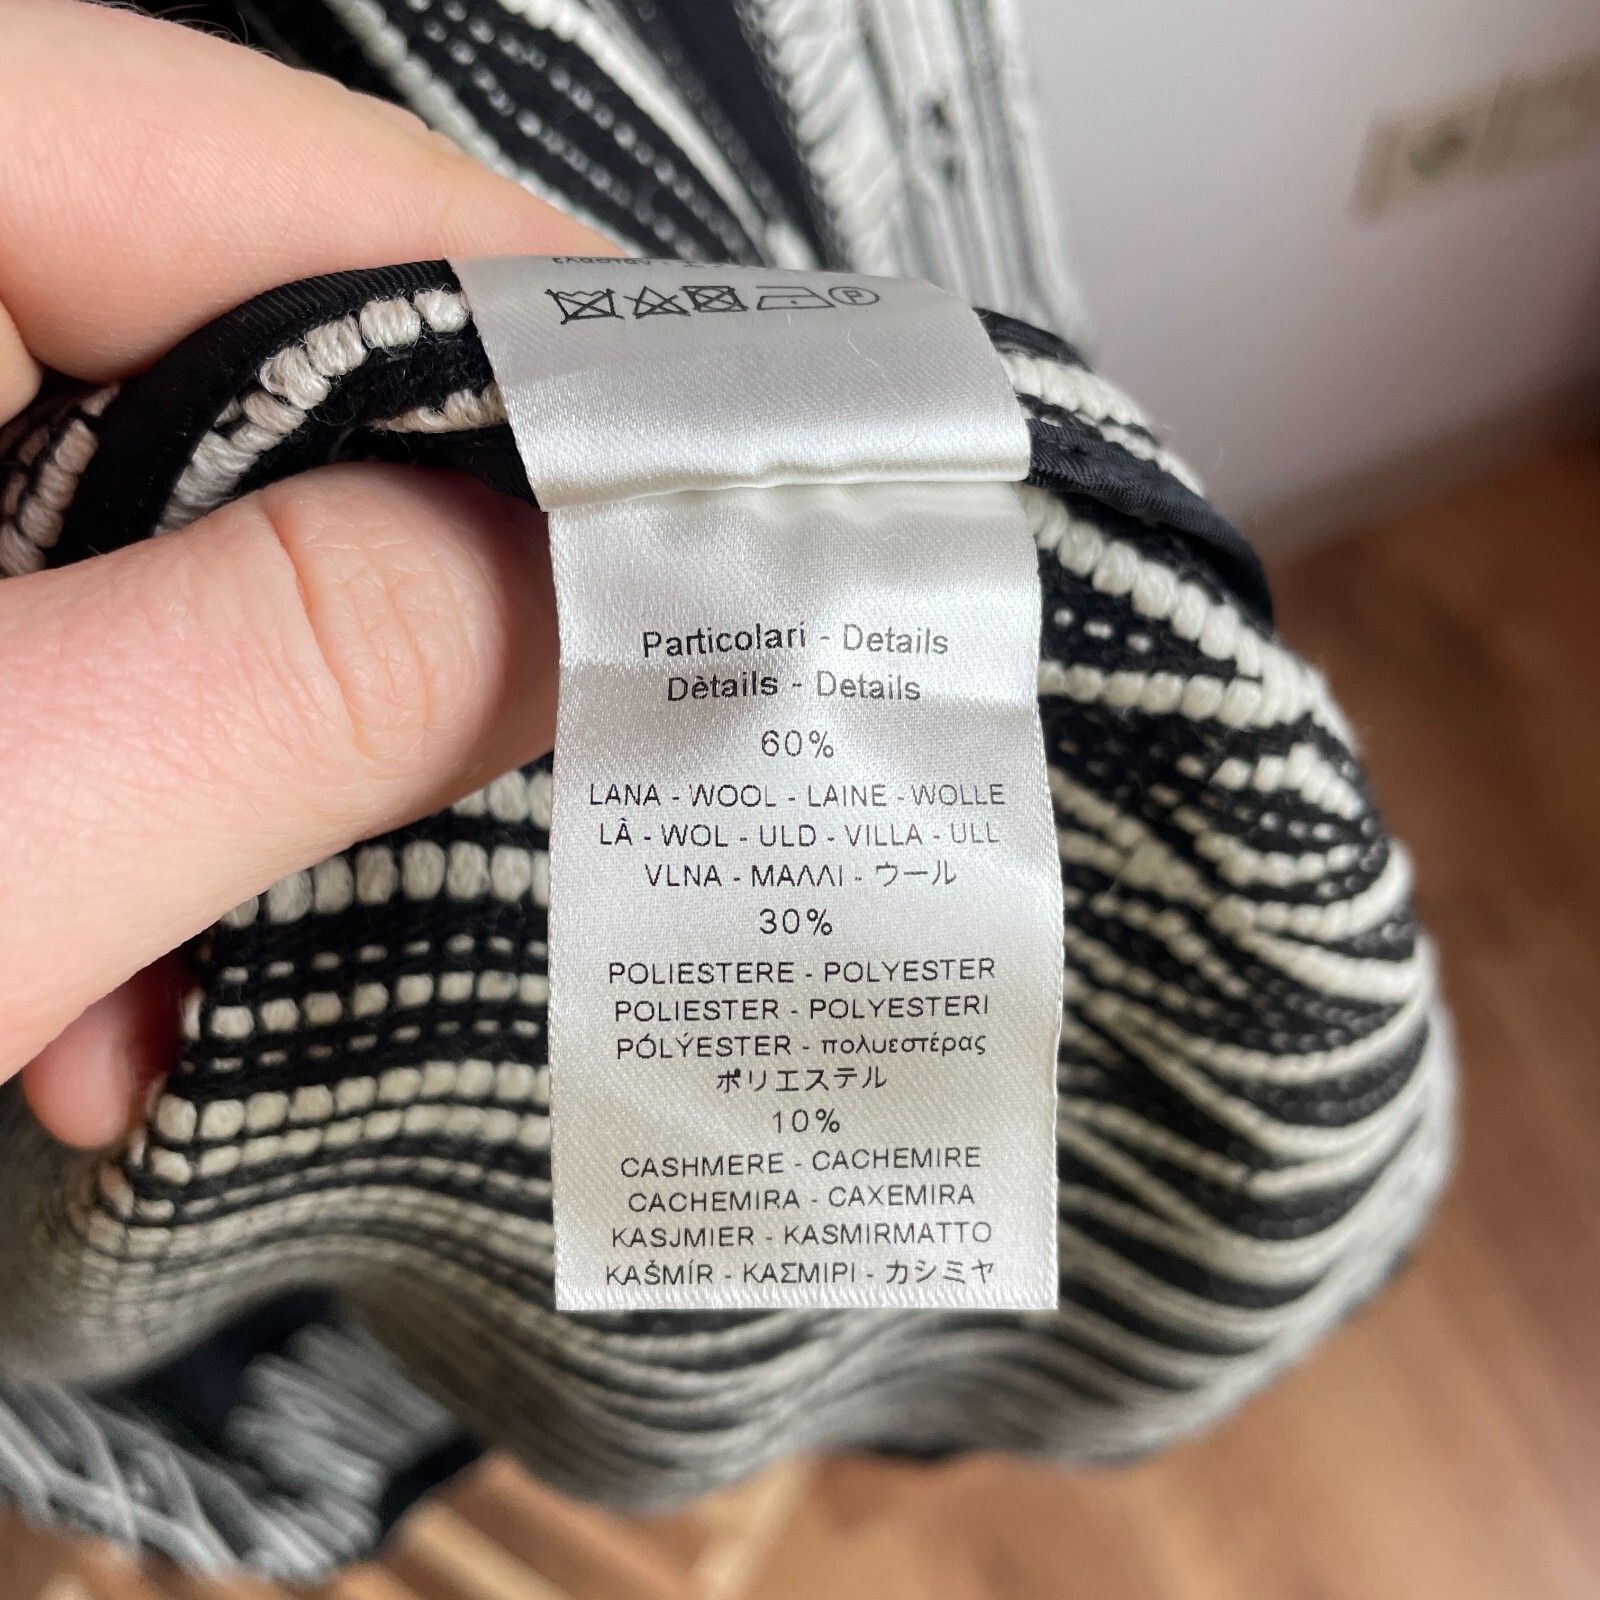 P
Particolari - Details
Dètails - Details
60%
LANA - WOOL - LAINE - WOLLE
LÀ - WOL - ULD - VILLA - ULL
VLNA - ΜΑΛΛΙ - ウール
30%
POLIESTERE - POLYESTER
POLIESTER - POLYESTERI
PÓLÝESTER - πολυεστέρας
ポリエステル
10%
CASHMERE - CACHEMIRE
CACHEMIRA - CAXEMIRA
KASJMIER - KASMIRMATTO
KAŠMÍR - ΚΑΣΜΙΡΙ - カシミヤ